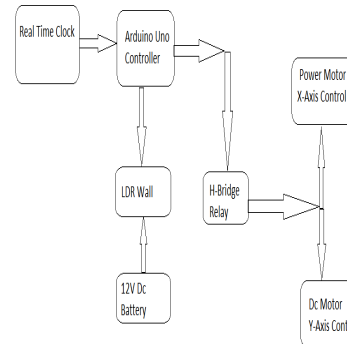 Real Time Clock
Arduino Uno
Controller
Power Motor
X-Axis Control
LDR Wall
H-Bridge
Relay
12V Dc
Battery
Dc Motor
Y-Axis Cont